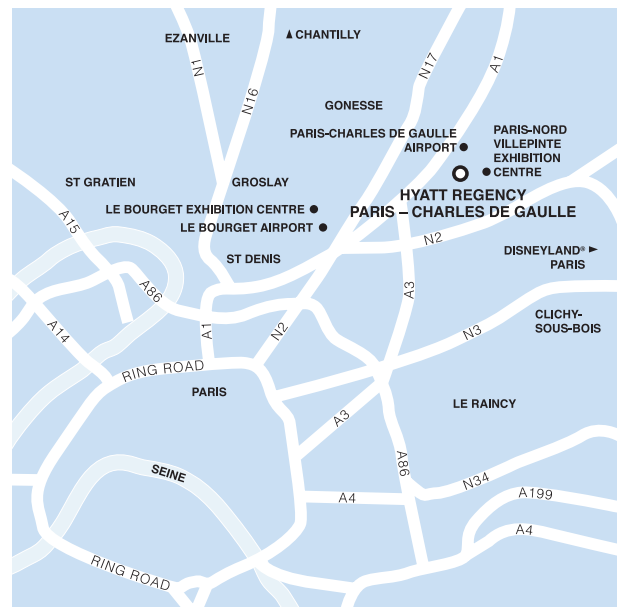 EZANVILLE
CHANTILLY
N1
N16
N17
A1
GONESSE
PARIS-CHARLES DE GAULLE
AIRPORT
PARIS-NORD
VILLEPINTE
EXHIBITION
CENTRE
ST GRATIEN
GROSLAY
HYATT REGENCY
PARIS – CHARLES DE GAULLE
LE BOURGET EXHIBITION CENTRE
LE BOURGET AIRPORT
A15
N2
DISNEYLAND®
PARIS
ST DENIS
A86
A3
A14
A1
N2
N3
CLICHY-
SOUS-BOIS
RING ROAD
PARIS
LE RAINCY
A3
SEINE
A86
N34
A4
A199
A4
RING ROAD